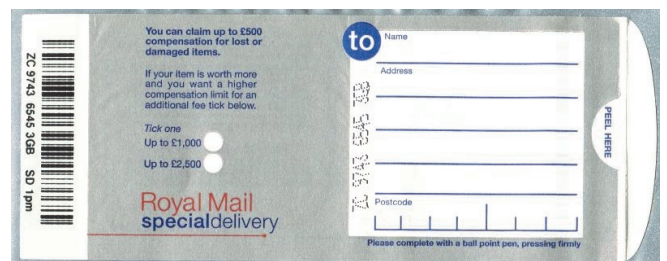 ZC 9743 6545 3GB SD 1pm
You can claim up to £500
compensation for lost or
damaged items.
If your item is worth more
and you want a higher
compensation limit for an
additional fee tick below.
Tick one
Up to £1,000
Up to £2,500
Royal Mail
specialdelivery
to
Name
Address
ZC 9743 6545 3GB
Postcode
Please complete with a ball point pen, pressing firmly
PEEL HERE